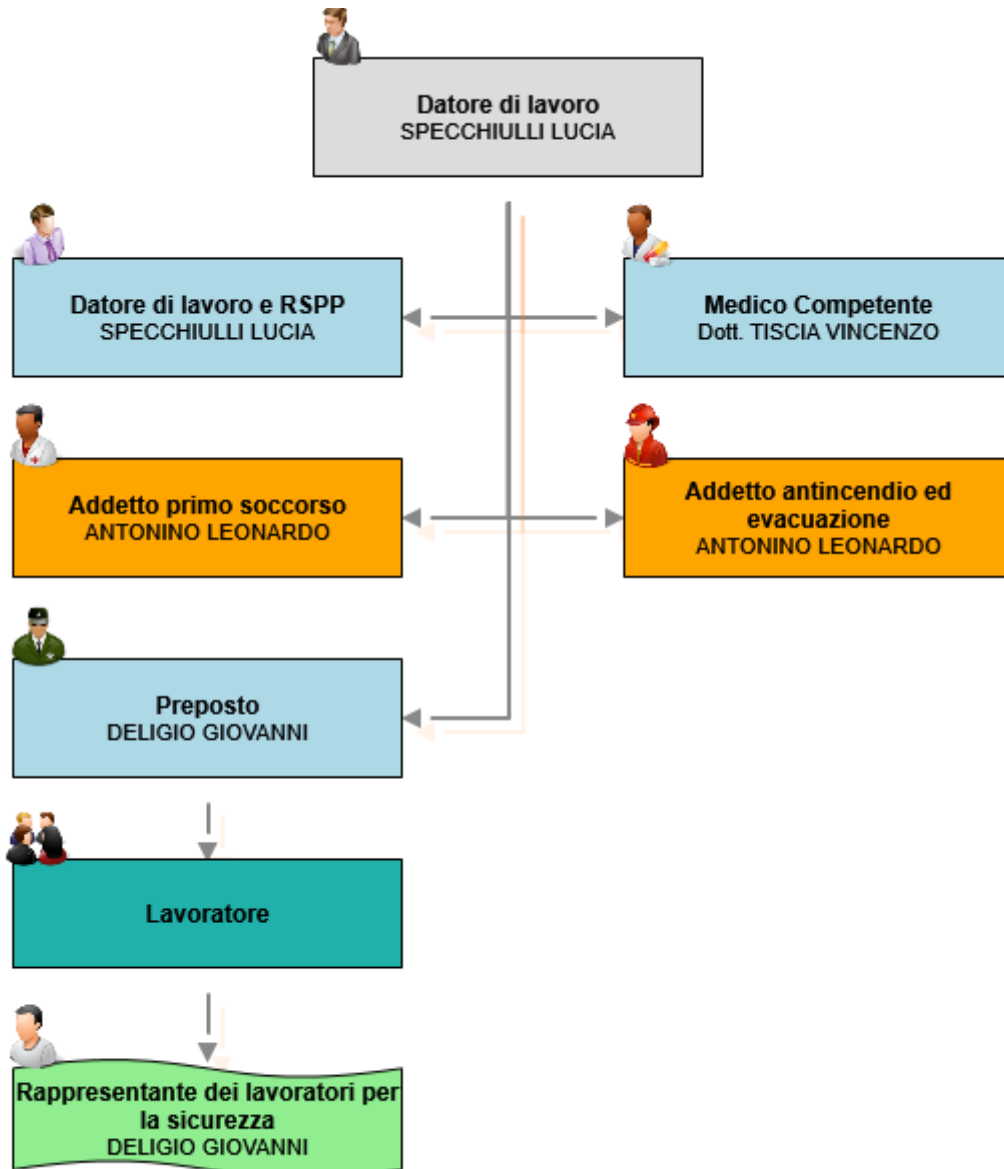 Datore di lavoro
SPECCHIULLI LUCIA
Datore di lavoro e RSPP
SPECCHIULLI LUCIA
Medico Competente
Dott. TISCIA VINCENZO
Addetto primo soccorso
ANTONINO LEONARDO
Addetto antincendio ed
evacuazione
ANTONINO LEONARDO
Preposto
DELIGIO GIOVANNI
Lavoratore
Rappresentante dei lavoratori per
la sicurezza
DELIGIO GIOVANNI